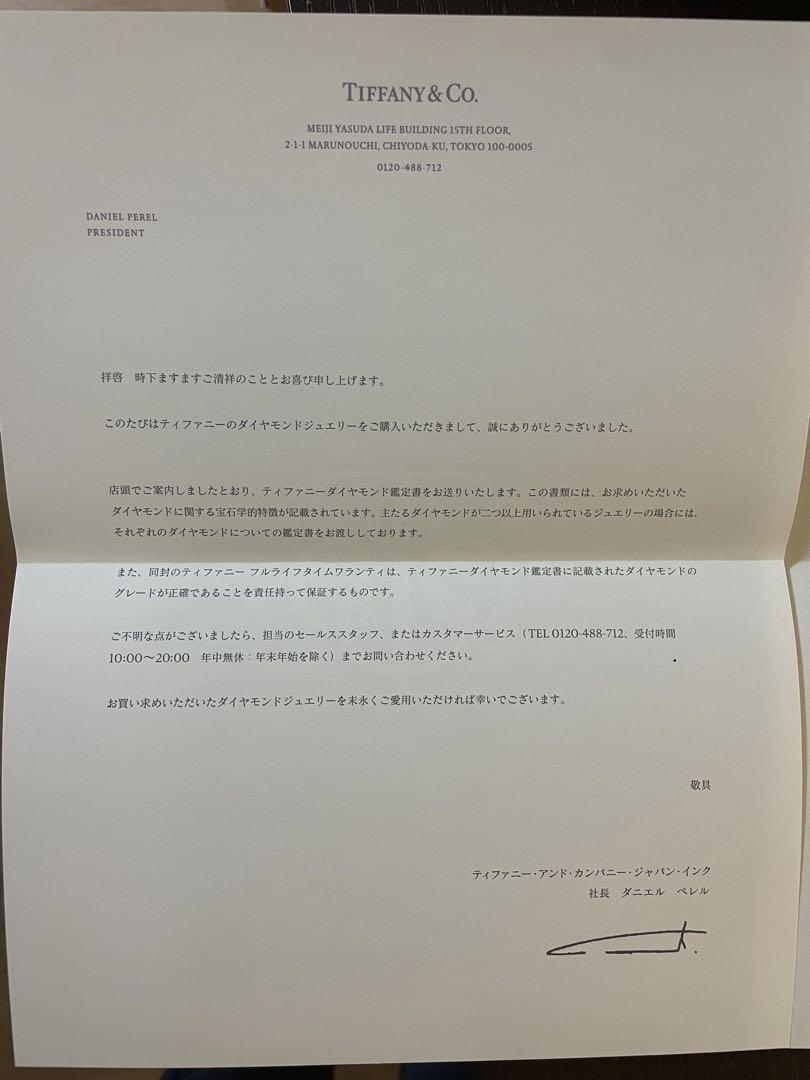 TIFFANY & CO.
MEIJI YASUDA LIFE BUILDING 15TH FLOOR,
2-1-1 MARUNOUCHI, CHIYODA-KU, TOKYO 100-0005
0120-488-712
DANIEL PEREL
PRESIDENT
拝啓　時下ますますご清祥のこととお喜び申し上げます。
このたびはティファニーのダイヤモンドジュエリーをご購入いただきまして、誠にありがとうございました。
店頭でご案内しましたとおり、ティファニーダイヤモンド鑑定書をお送りいたします。この書類には、お求めいただいた
ダイヤモンドに関する宝石学的特徴が記載されています。主たるダイヤモンドが二つ以上用いられているジュエリーの場合には、
それぞれのダイヤモンドについての鑑定書をお渡ししております。
また、同封のティファニー フルライフタイムワランティは、ティファニーダイヤモンド鑑定書に記載されたダイヤモンドの
グレードが正確であることを責任持って保証するものです。
ご不明な点がございましたら、担当のセールススタッフ、またはカスタマーサービス（TEL 0120-488-712、受付時間
10:00〜20:00　年中無休：年末年始を除く）までお問い合わせください。
お買い求めいただいたダイヤモンドジュエリーを末永くご愛用いただければ幸いでございます。
敬具
ティファニー・アンド・カンパニー・ジャパン・インク
社長　ダニエル　ペレル